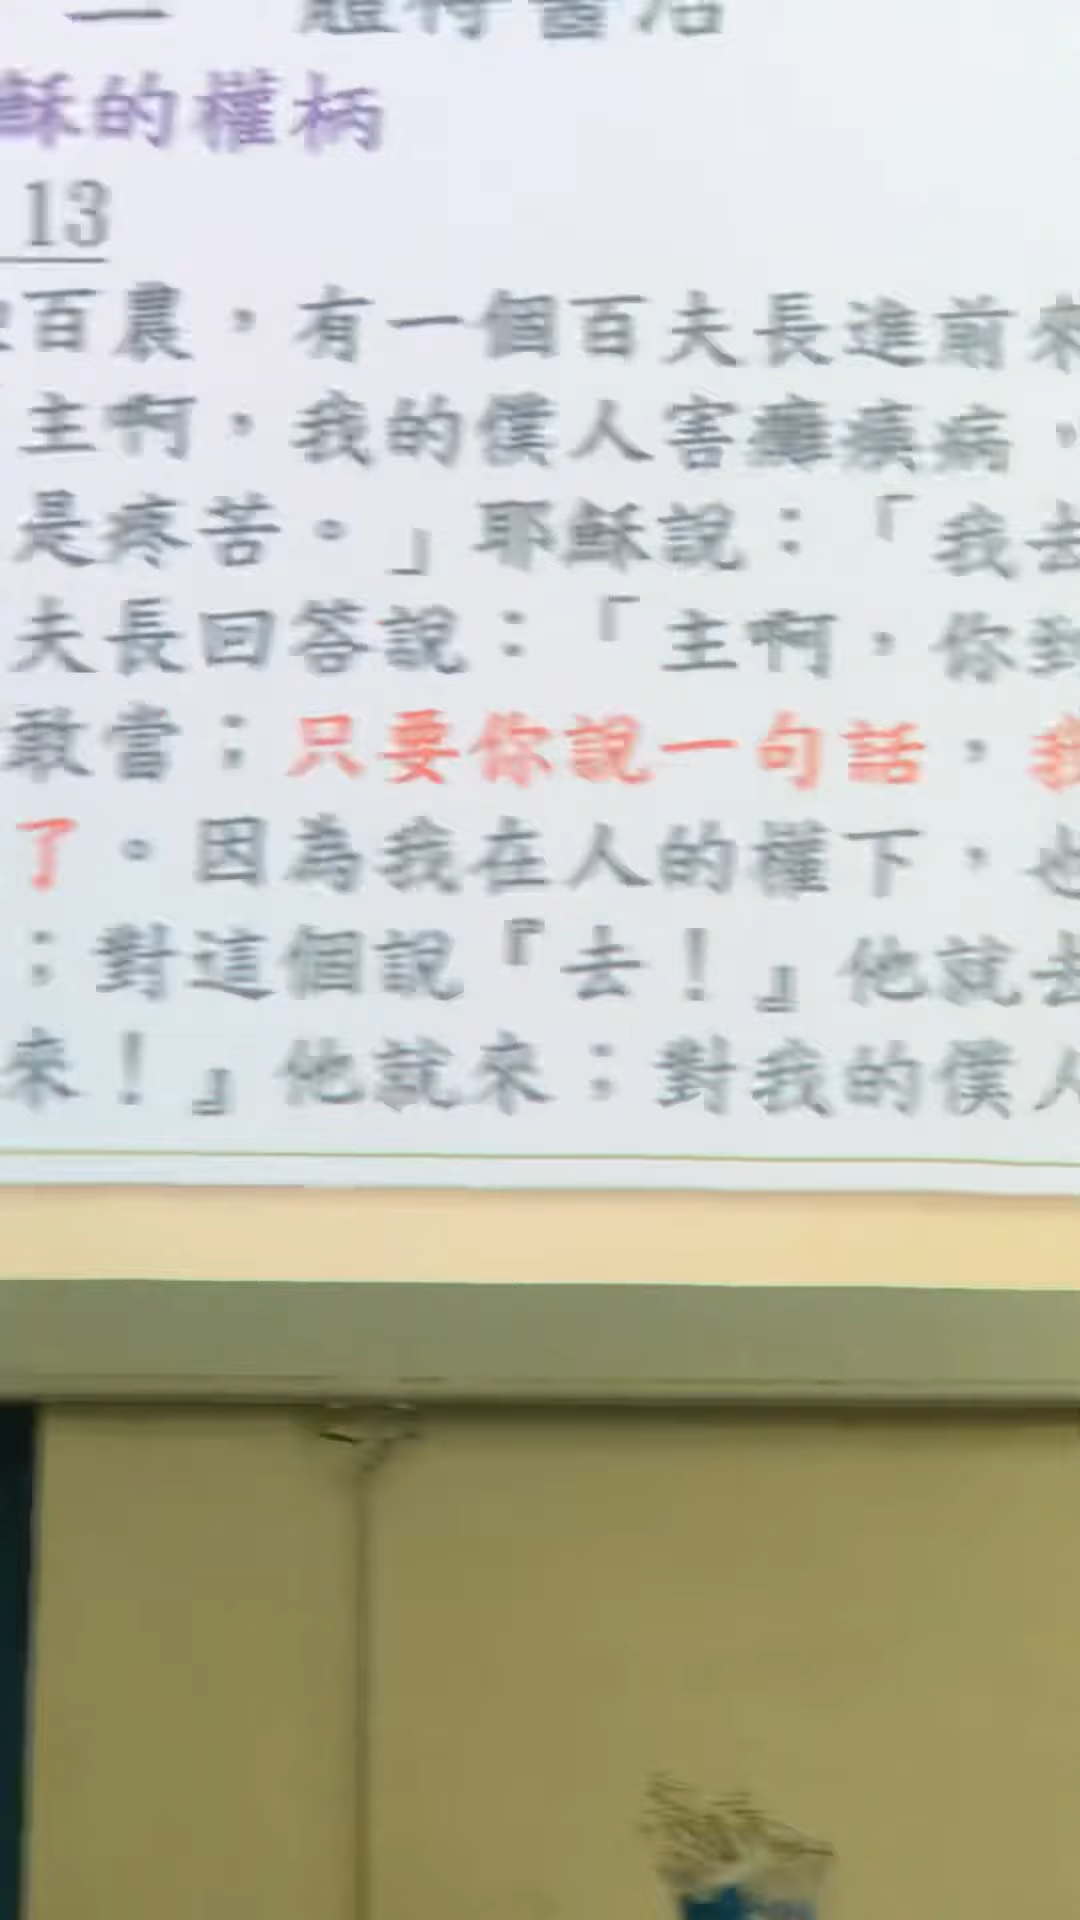 穌的權柄
13
百農，有一個百夫長進前來
主啊，我的僕人害癱瘓病，
是疼苦。」耶穌說：「我去
夫長回答說：「主啊，你到
敢當；只要你說一句話，我
了。因為我在人的權下，也
；對這個說『去！』他就去
來！』他就來；對我的僕人